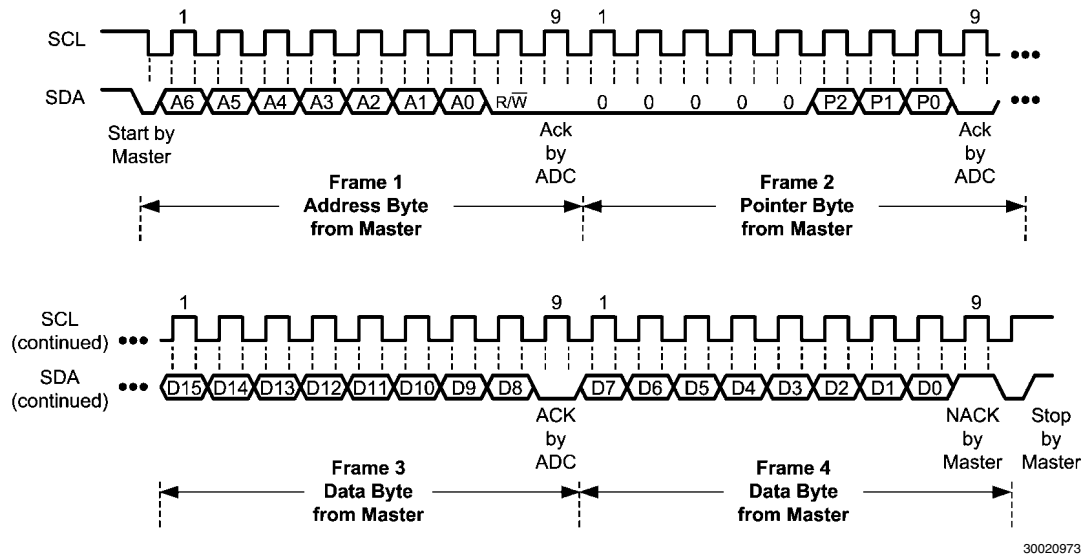 1 9 1 9
SCL
SDA A6 A5 A4 A3 A2 A1 A0 R/W̅ 0 0 0 0 0 P2 P1 P0
Start by
Master
Ack
by
ADC
Ack
by
ADC
Frame 1
Address Byte
from Master
Frame 2
Pointer Byte
from Master
1 9 1 9
SCL
(continued)
SDA
(continued)
D15 D14 D13 D12 D11 D10 D9 D8 D7 D6 D5 D4 D3 D2 D1 D0
ACK
by
ADC
NACK
by
Master
Stop
by
Master
Frame 3
Data Byte
from Master
Frame 4
Data Byte
from Master
30020973